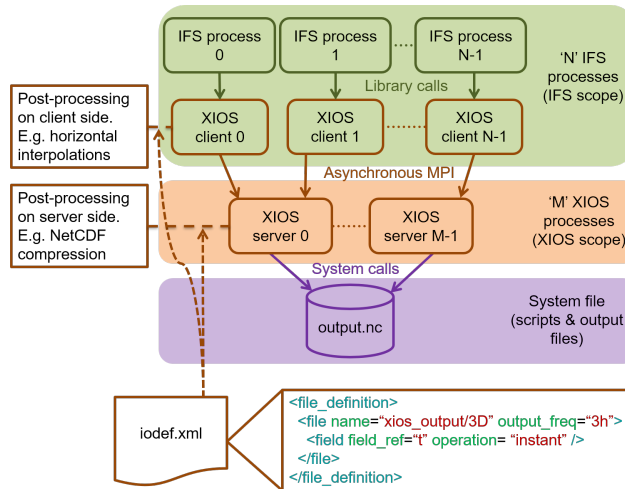 IFS process
0
IFS process
1
IFS process
N-1
‘N’ IFS
processes
(IFS scope)
Library calls
Post-processing
on client side.
E.g. horizontal
interpolations
XIOS
client 0
XIOS
client 1
XIOS
client N-1
Asynchronous MPI
Post-processing
on server side.
E.g. NetCDF
compression
XIOS
server 0
XIOS
server M-1
‘M’ XIOS
processes
(XIOS scope)
System calls
output.nc
System file
(scripts & output
files)
iodef.xml
<file_definition>
<file name=“xios_output/3D” output_freq=“3h”>
<field field_ref=“t” operation= “instant” />
</file>
</file_definition>